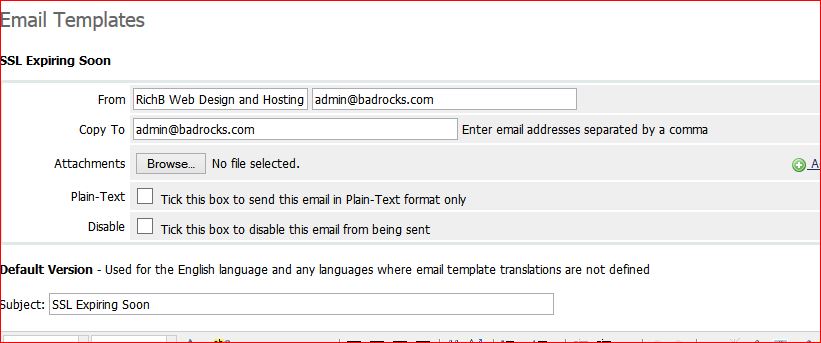 Email Templates
SSL Expiring Soon
From RichB Web Design and Hosting admin@badrocks.com
Copy To admin@badrocks.com Enter email addresses separated by a comma
Attachments Browse... No file selected. A
Plain-Text Tick this box to send this email in Plain-Text format only
Disable Tick this box to disable this email from being sent
Default Version - Used for the English language and any languages where email template translations are not defined
Subject: SSL Expiring Soon